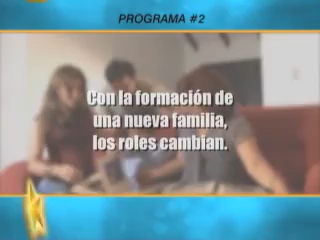 PROGRAMA #2
Con la formación de
una nueva familia,
los roles cambian.